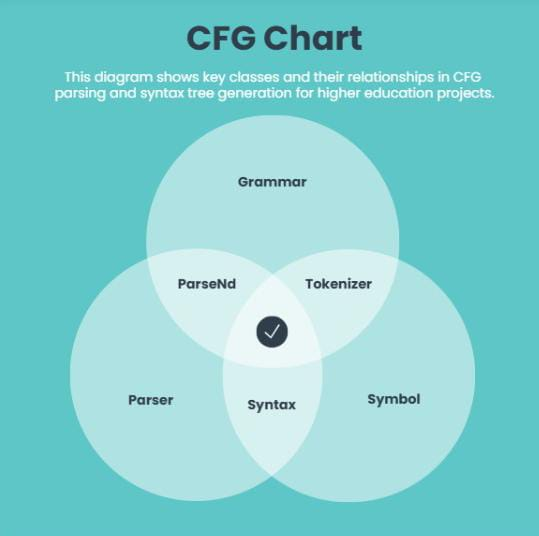 CFG Chart
This diagram shows key classes and their relationships in CFG
parsing and syntax tree generation for higher education projects.
Grammar
ParseNd
Tokenizer
Parser
Syntax
Symbol